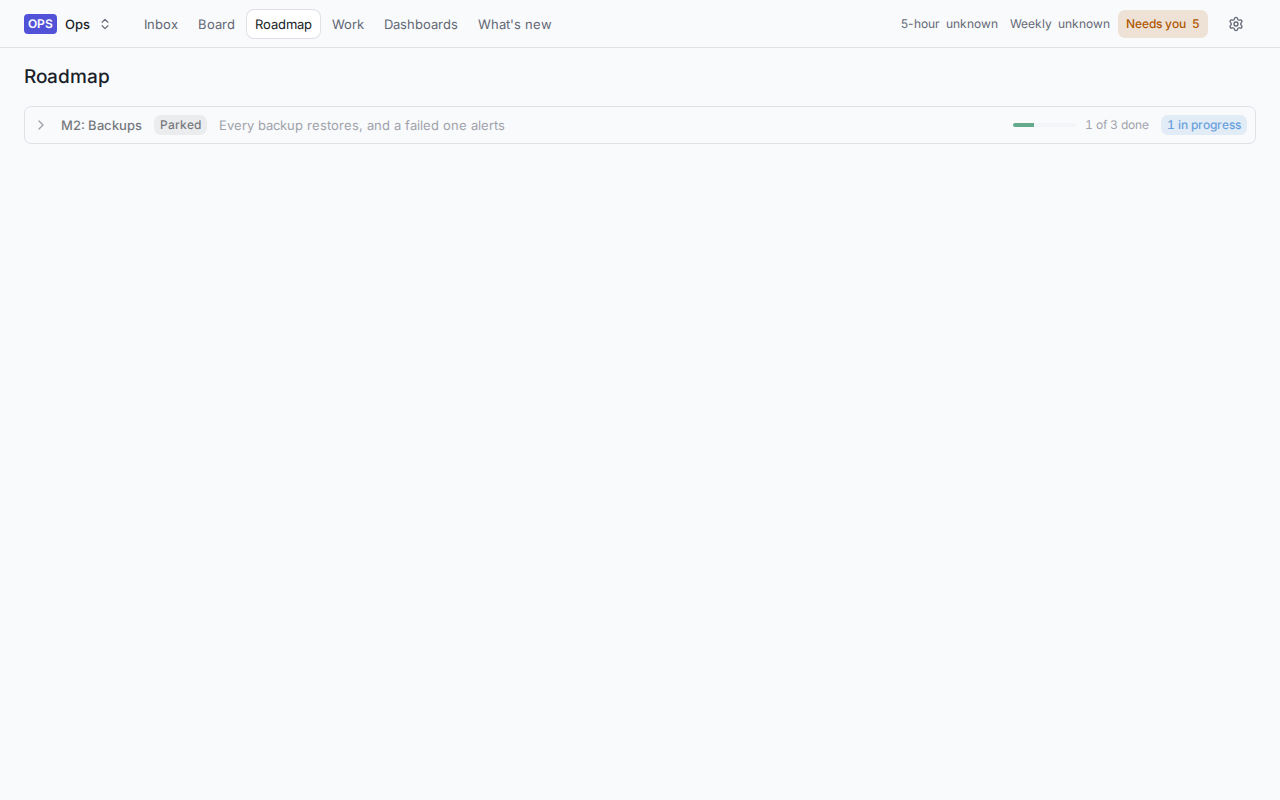 OPS Ops Inbox Board Roadmap Work Dashboards What's new 5-hour unknown Weekly unknown Needs you 5
Roadmap
M2: Backups Parked Every backup restores, and a failed one alerts 1 of 3 done 1 in progress